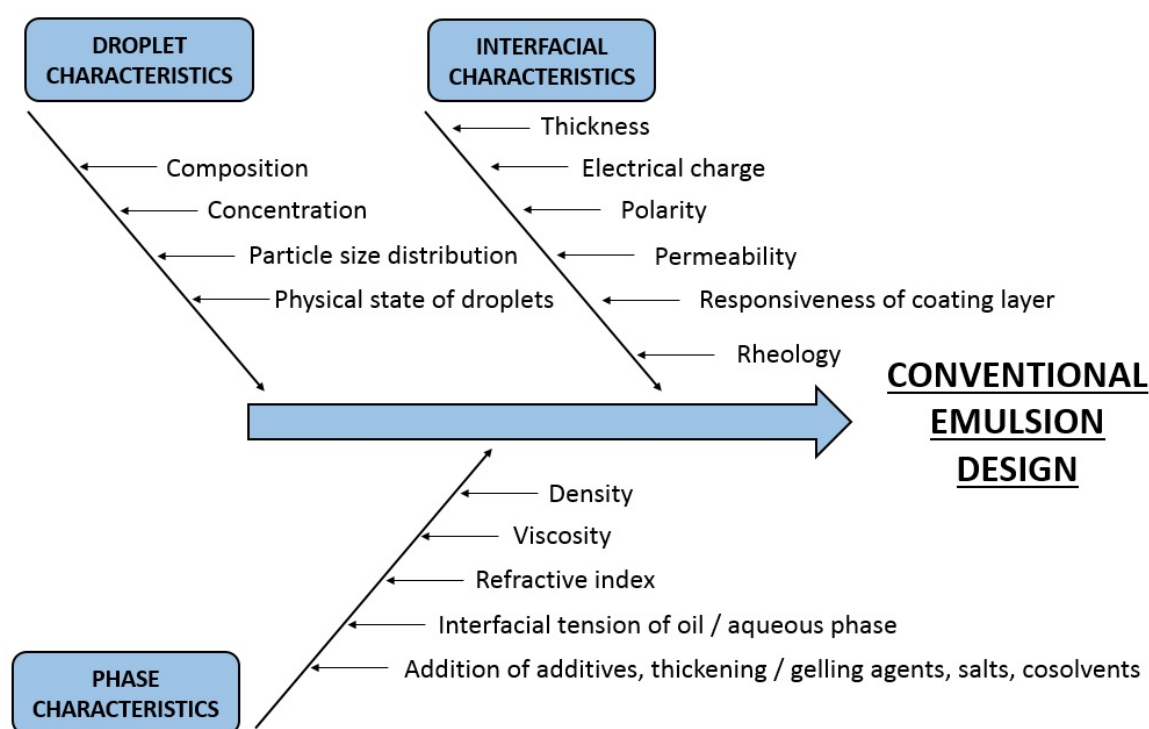 DROPLET
CHARACTERISTICS
Composition
Concentration
Particle size distribution
Physical state of droplets
INTERFACIAL
CHARACTERISTICS
Thickness
Electrical charge
Polarity
Permeability
Responsiveness of coating layer
Rheology
CONVENTIONAL
EMULSION
DESIGN
Density
Viscosity
Refractive index
Interfacial tension of oil / aqueous phase
Addition of additives, thickening / gelling agents, salts, cosolvents
PHASE
CHARACTERISTICS